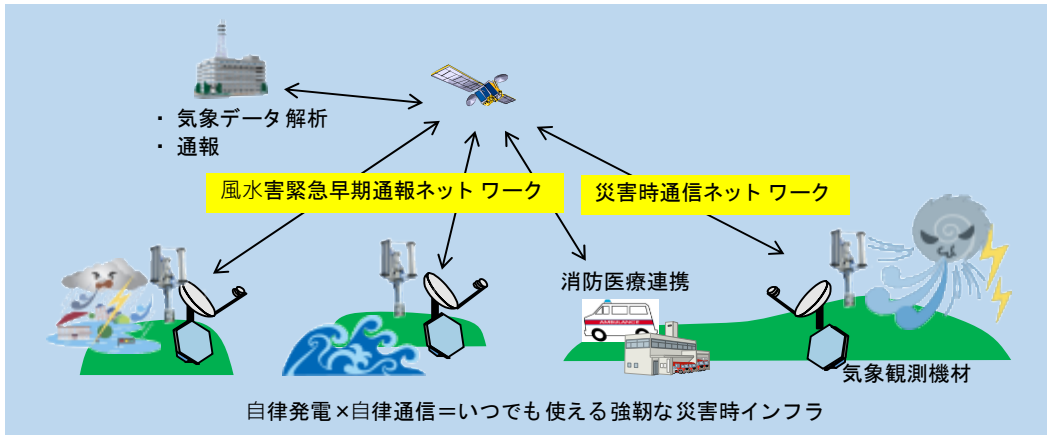 ・ 気象データ解析
・ 通報
風水害緊急早期通報ネットワーク
災害時通信ネットワーク
消防医療連携
AMBULANCE
気象観測機材
自律発電×自律通信=いつでも使える強靭な災害時インフラ